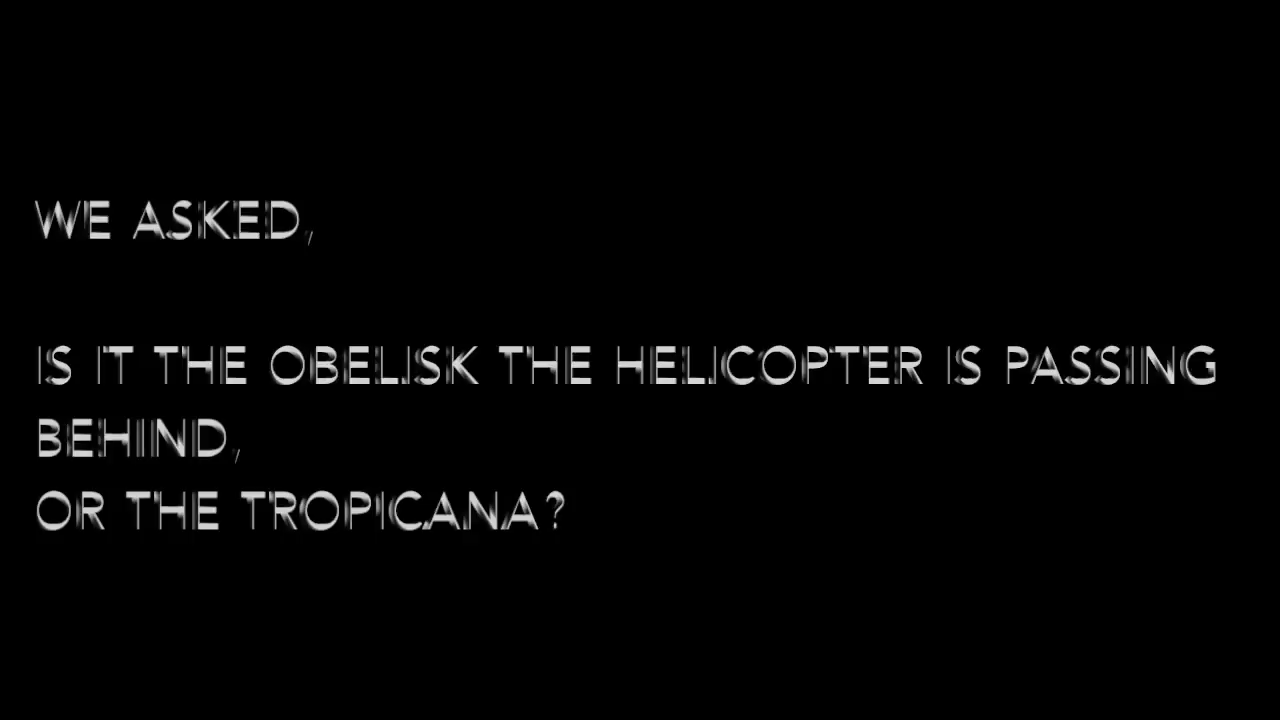 WE ASKED,
IS IT THE OBELISK THE HELICOPTER IS PASSING
BEHIND,
OR THE TROPICANA?